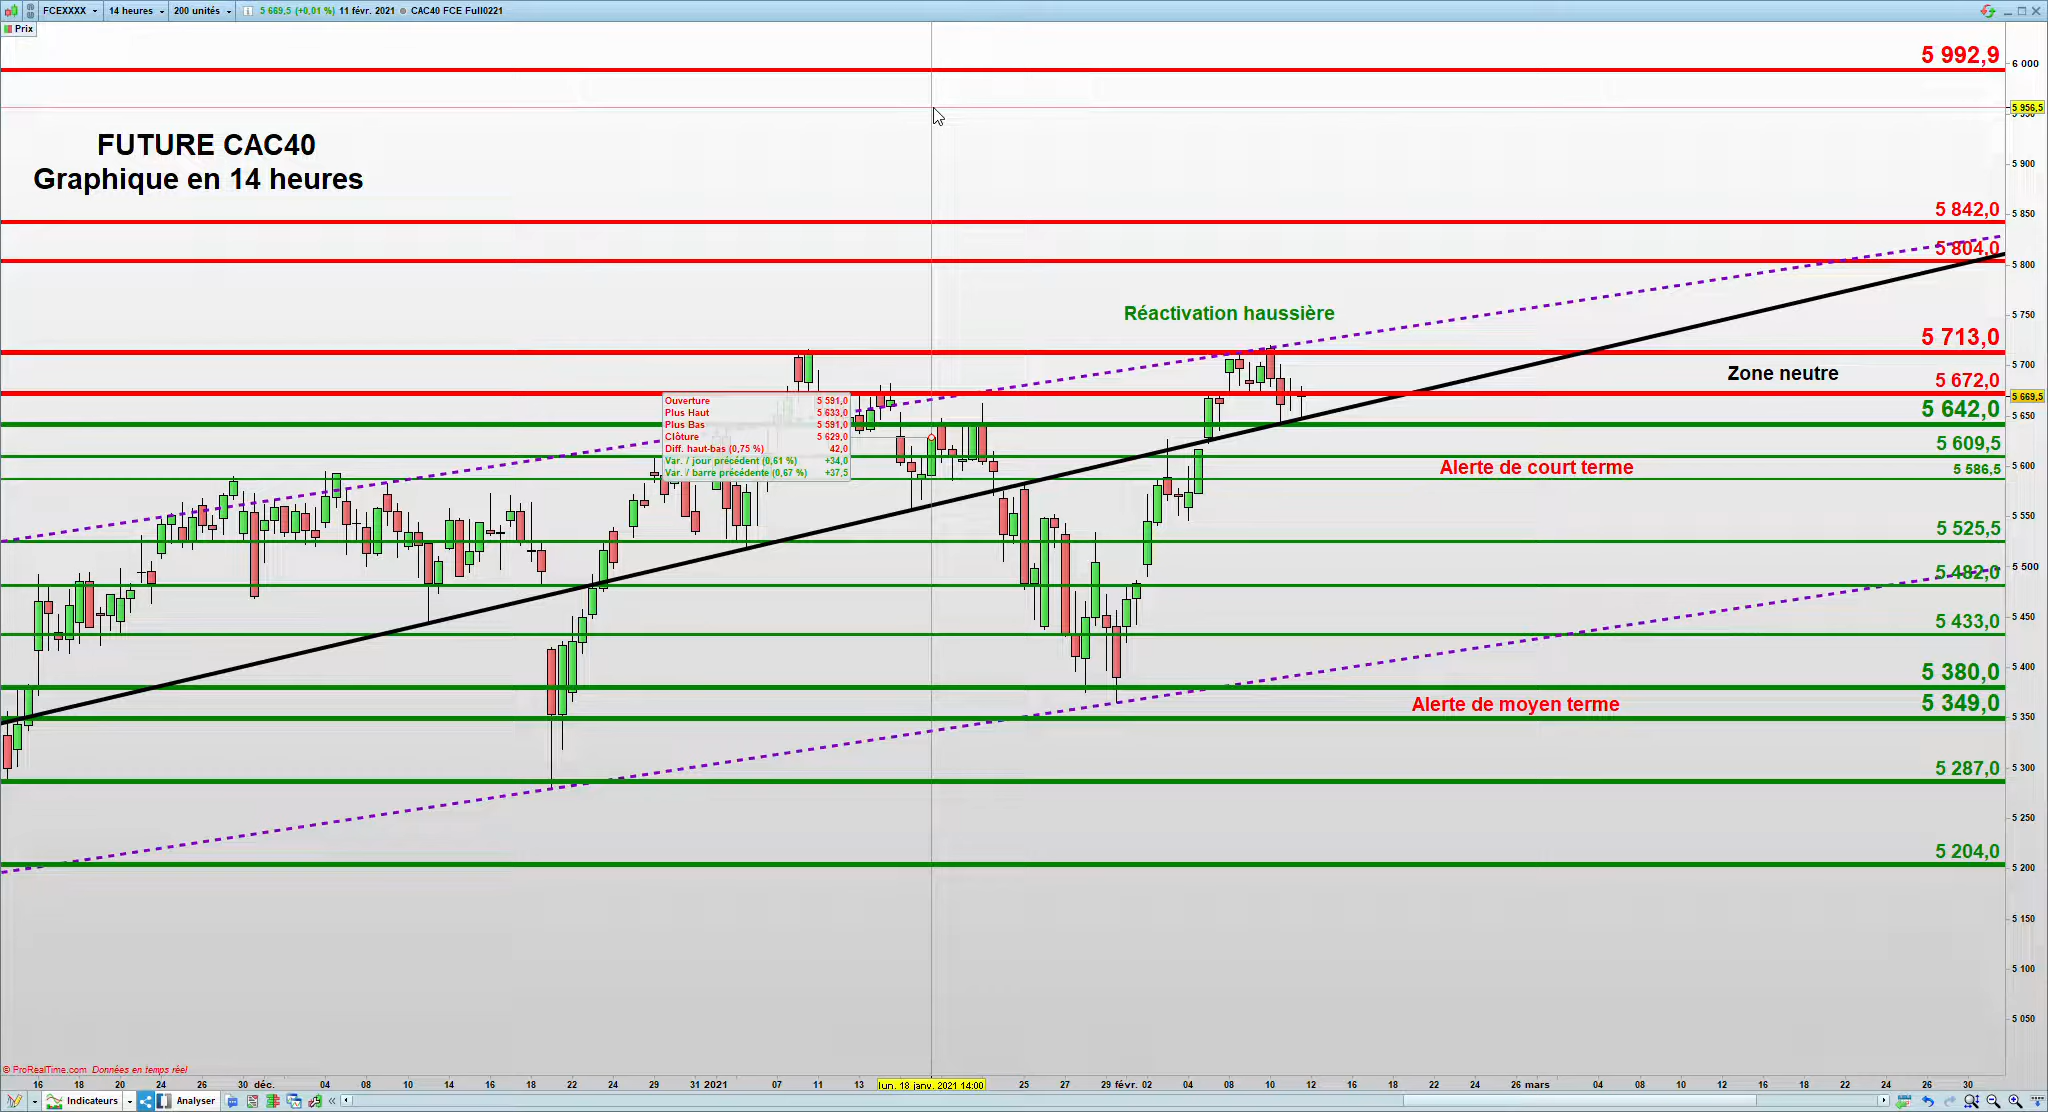 FCEXXXX 14 heures 200 unités 5 669,5 (+0,01 %) 11 févr. 2021 CAC40 FCE Full0221
Prix
5 992,9
6 000
5 956,5
FUTURE CAC40
Graphique en 14 heures
5 900
5 842,0
5 850
5 804,0
5 800
Réactivation haussière
5 750
5 713,0
5 700
Zone neutre
5 672,0
5 669,5
Ouverture 5 591,0
Plus Haut 5 633,0
Plus Bas 5 591,0
Clôture 5 629,0
Diff. haut-bas (0,75 %) 42,0
Var. / jour précédent (0,61 %) +34,0
Var. / barre précédente (0,67 %) +37,5
5 642,0
5 650
5 609,5
Alerte de court terme
5 600
5 586,5
5 550
5 525,5
5 500
5 482,0
5 450
5 433,0
5 400
5 380,0
Alerte de moyen terme
5 349,0
5 350
5 300
5 287,0
5 250
5 204,0
5 200
5 150
5 100
5 050
© ProRealTime.com Données en temps réel
16 18 20 24 26 30 déc. 04 08 10 14 16 18 22 24 29 31 2021 07 11 13 lun. 18 janv. 2021 14:00 25 27 29 févr. 02 04 08 10 12 16 18 22 24 26 mars 04 08 10 12 16 18 22 24 26 30
Indicateurs Analyser